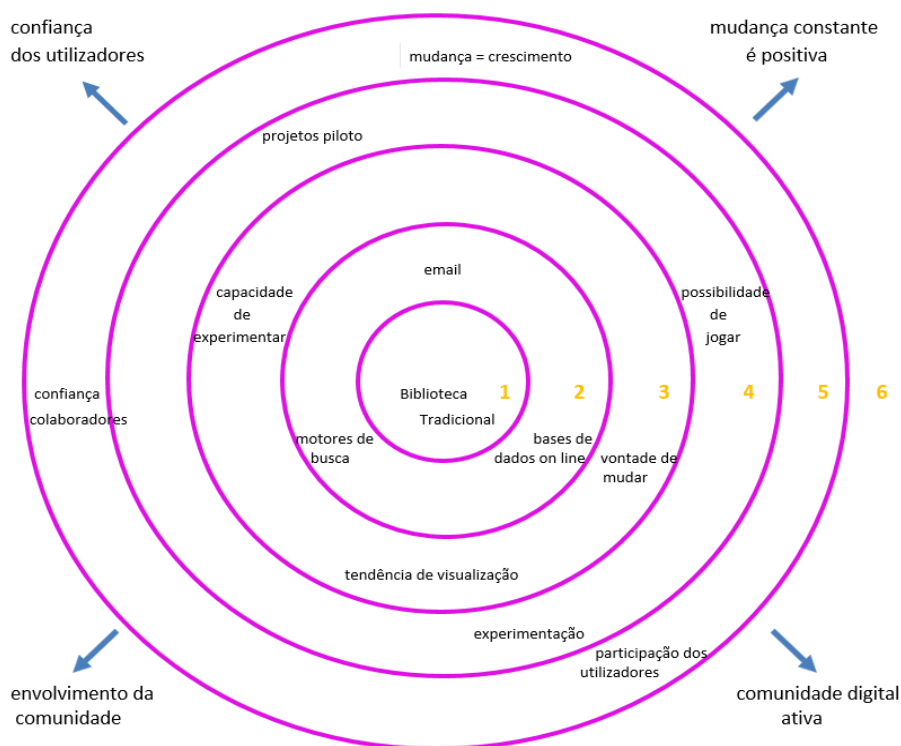 confiança
dos utilizadores
mudança constante
é positiva
mudança = crescimento
projetos piloto
email
capacidade
de
experimentar
possibilidade
de
jogar
confiança
colaboradores
Biblioteca
Tradicional
1
2
3
4
5
6
motores de
busca
bases de
dados on line
vontade de
mudar
tendência de visualização
experimentação
participação dos
utilizadores
envolvimento da
comunidade
comunidade digital
ativa